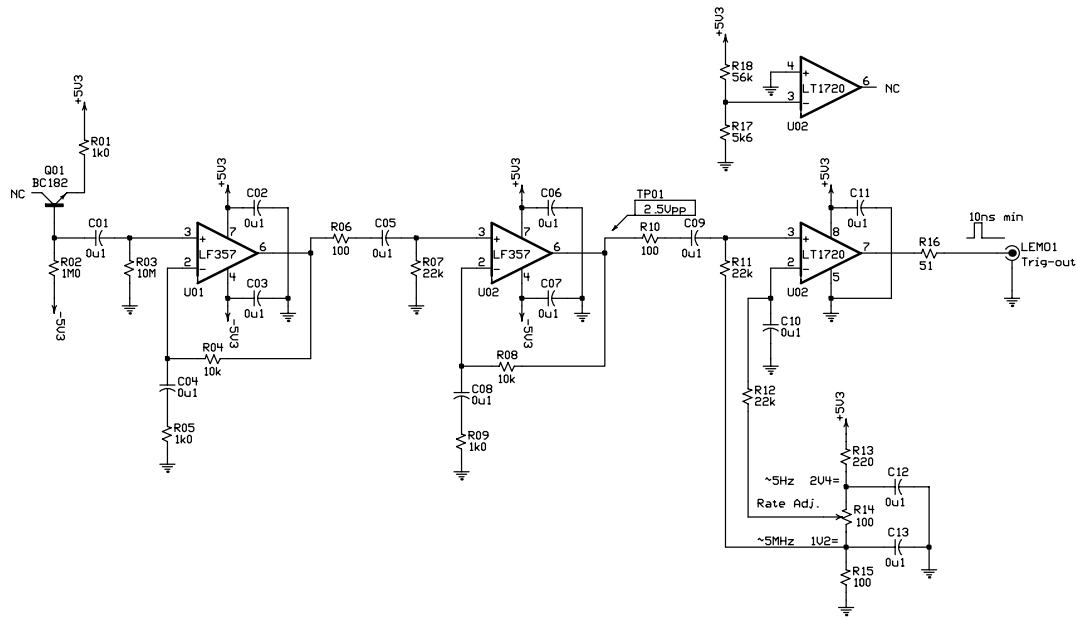 +5V3
R18
56k
4
3
LT1720
6
NC
U02
R17
5k6
+5V3
R01
1k0
Q01
BC182
NC
C01
0u1
R02
1M0
-5V3
R03
10M
+5V3
C02
0u1
3
2
7
4
6
LF357
U01
C03
0u1
-5V3
R04
10k
C04
0u1
R05
1k0
R06
100
C05
0u1
R07
22k
+5V3
C06
0u1
3
2
7
4
6
LF357
U02
C07
0u1
-5V3
R08
10k
C08
0u1
R09
1k0
TP01
2.5Vpp
R10
100
C09
0u1
R11
22k
+5V3
C11
0u1
3
2
8
5
7
LT1720
U02
C10
0u1
R16
51
10ns min
LEMO1
Trig-out
R12
22k
+5V3
R13
220
~5Hz 2V4=
C12
0u1
Rate Adj.
R14
100
~5MHz 1V2=
C13
0u1
R15
100